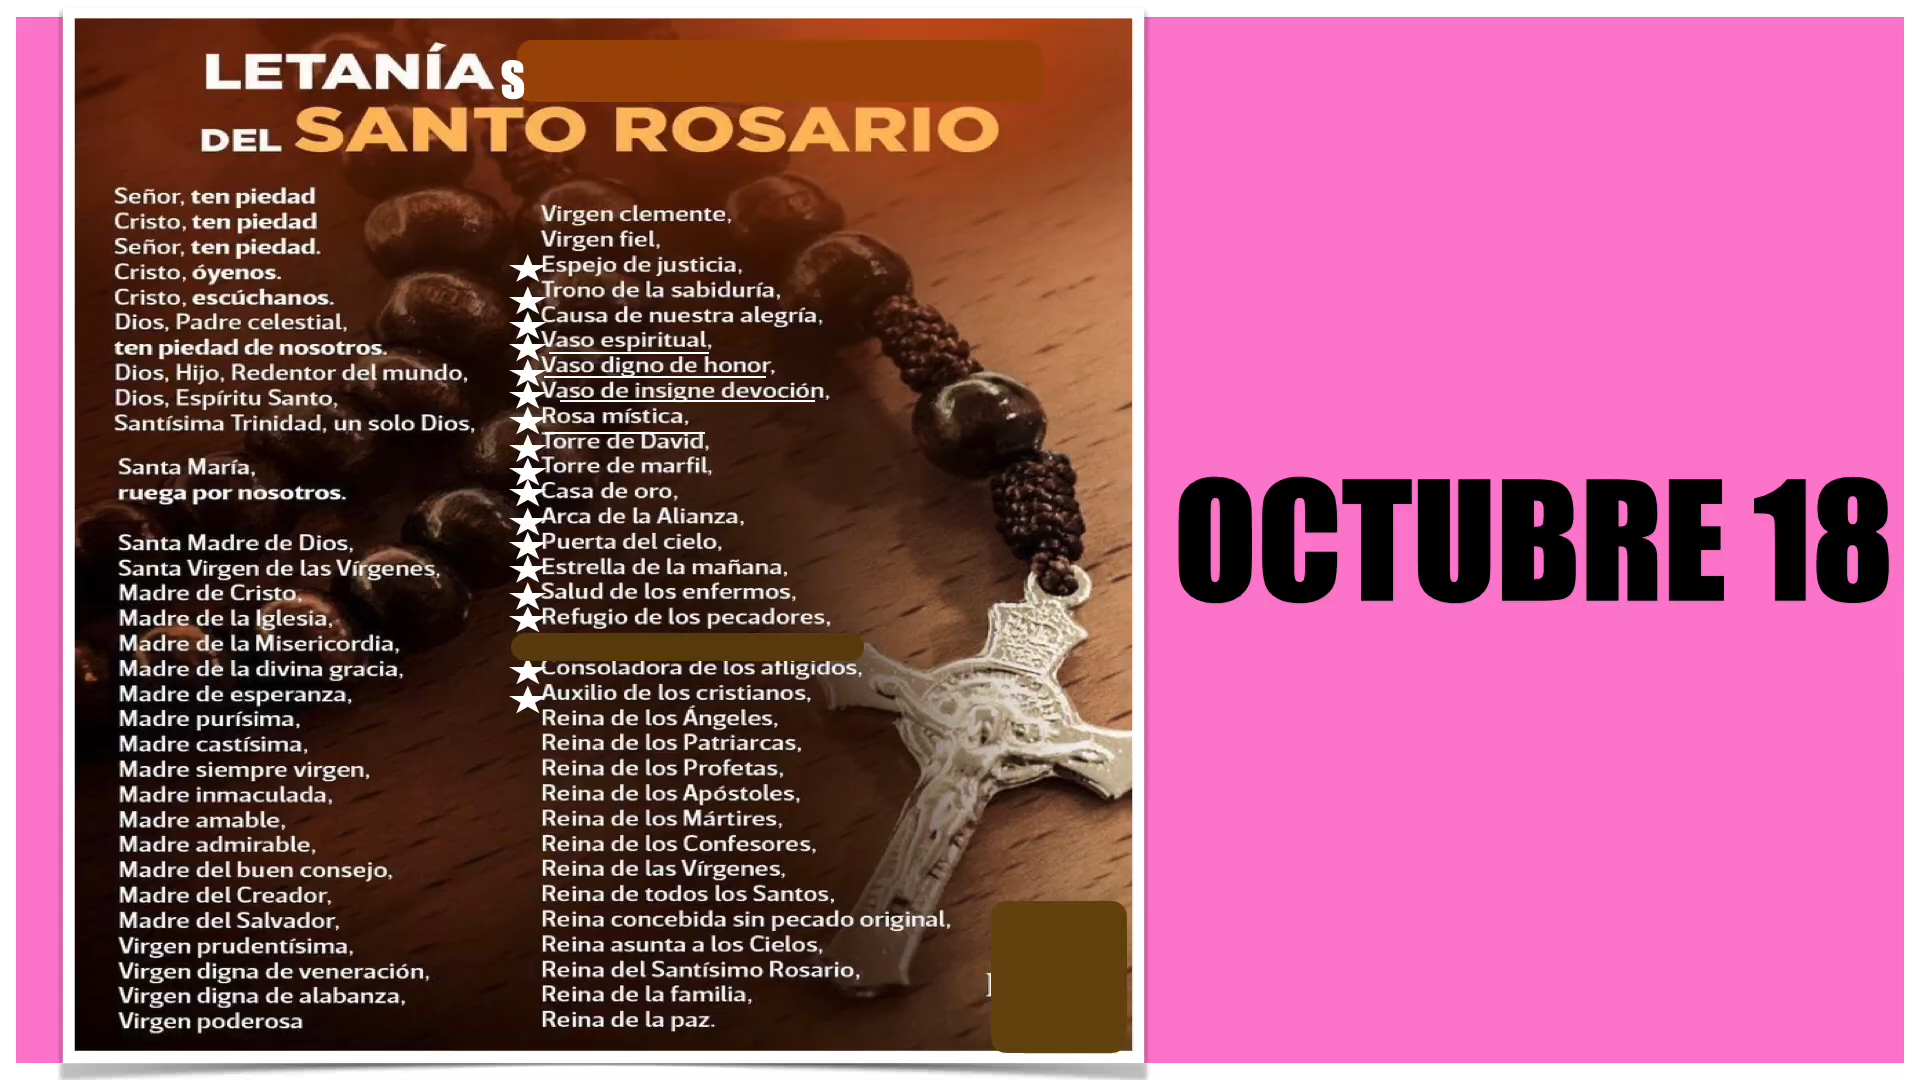 LETANÍAS
DEL SANTO ROSARIO
Señor, ten piedad
Cristo, ten piedad
Señor, ten piedad.
Cristo, óyenos.
Cristo, escúchanos.
Dios, Padre celestial,
ten piedad de nosotros.
Dios, Hijo, Redentor del mundo,
Dios, Espíritu Santo,
Santísima Trinidad, un solo Dios,
Santa María,
ruega por nosotros.
Santa Madre de Dios,
Santa Virgen de las Vírgenes,
Madre de Cristo,
Madre de la Iglesia,
Madre de la Misericordia,
Madre de la divina gracia,
Madre de esperanza,
Madre purísima,
Madre castísima,
Madre siempre virgen,
Madre inmaculada,
Madre amable,
Madre admirable,
Madre del buen consejo,
Madre del Creador,
Madre del Salvador,
Virgen prudentísima,
Virgen digna de veneración,
Virgen digna de alabanza,
Virgen poderosa
Virgen clemente,
Virgen fiel,
Espejo de justicia,
Trono de la sabiduría,
Causa de nuestra alegría,
Vaso espiritual,
Vaso digno de honor,
Vaso de insigne devoción,
Rosa mística,
Torre de David,
Torre de marfil,
Casa de oro,
Arca de la Alianza,
Puerta del cielo,
Estrella de la mañana,
Salud de los enfermos,
Refugio de los pecadores,
Consoladora de los afligidos,
Auxilio de los cristianos,
Reina de los Ángeles,
Reina de los Patriarcas,
Reina de los Profetas,
Reina de los Apóstoles,
Reina de los Mártires,
Reina de los Confesores,
Reina de las Vírgenes,
Reina de todos los Santos,
Reina concebida sin pecado original,
Reina asunta a los Cielos,
Reina del Santísimo Rosario,
Reina de la familia,
Reina de la paz.
OCTUBRE 18